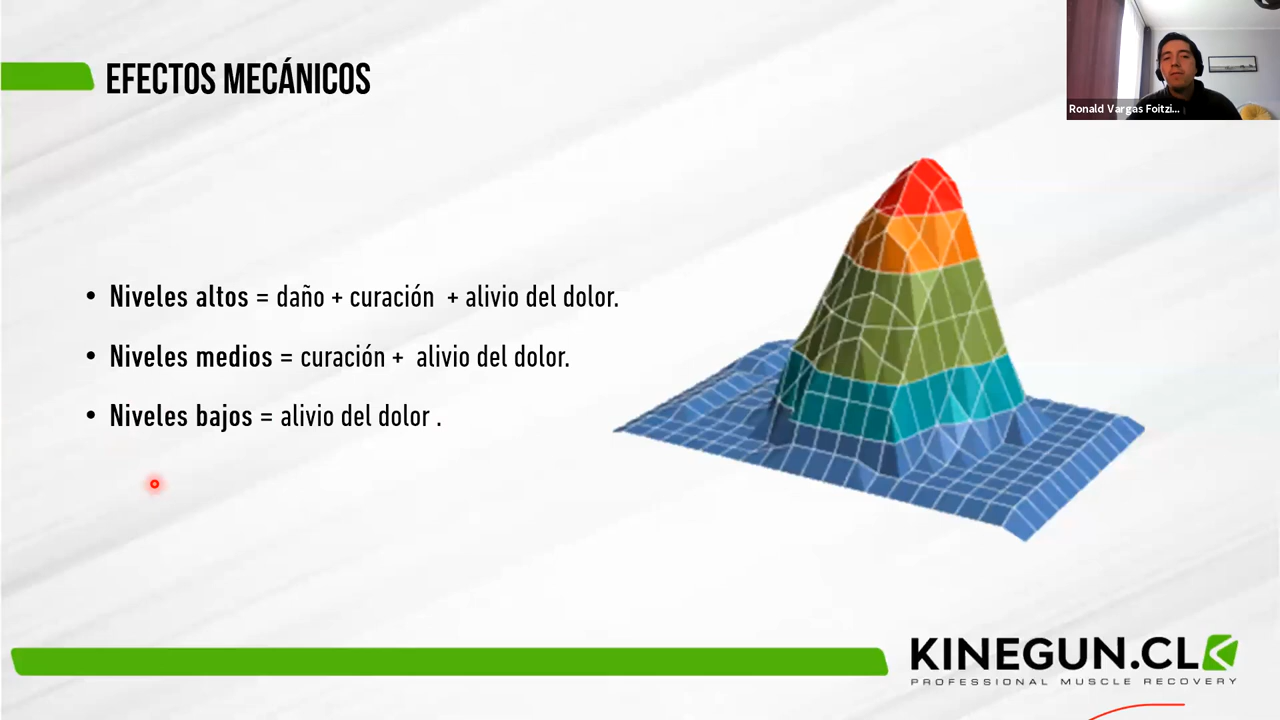 EFECTOS MECÁNICOS
Ronald Vargas Foitzi...
• Niveles altos = daño + curación + alivio del dolor.
• Niveles medios = curación + alivio del dolor.
• Niveles bajos = alivio del dolor .
KINEGUN.CL
PROFESSIONAL MUSCLE RECOVERY